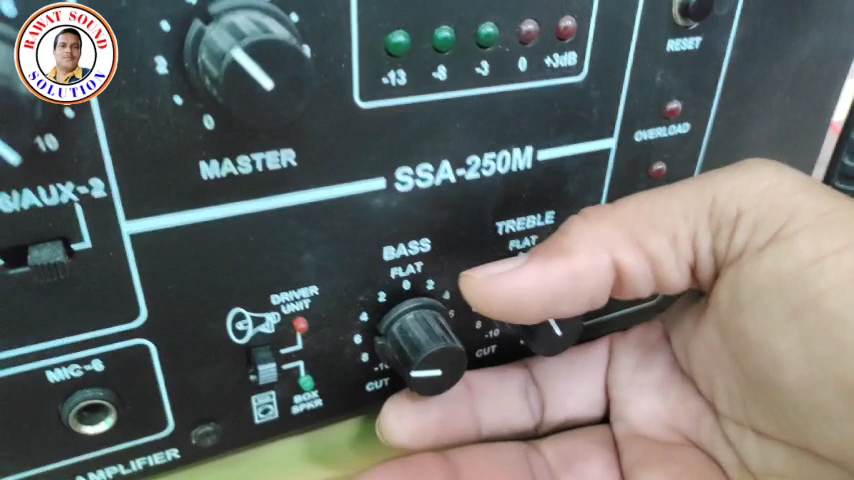 RAWAT SOUND
SOLUTION
10
2
0
MASTER
-13 -8 -3 0 +3dB
RESET
OVERLOAD
SSA-250M
/AUX-2
DRIVER
UNIT
BOX
SPKR
BASS
FLAT
2 0 2
4 4
6
8
CUT
TREBLE
FLAT
8
-10
CUT
MIC-6
AMPLIFIER